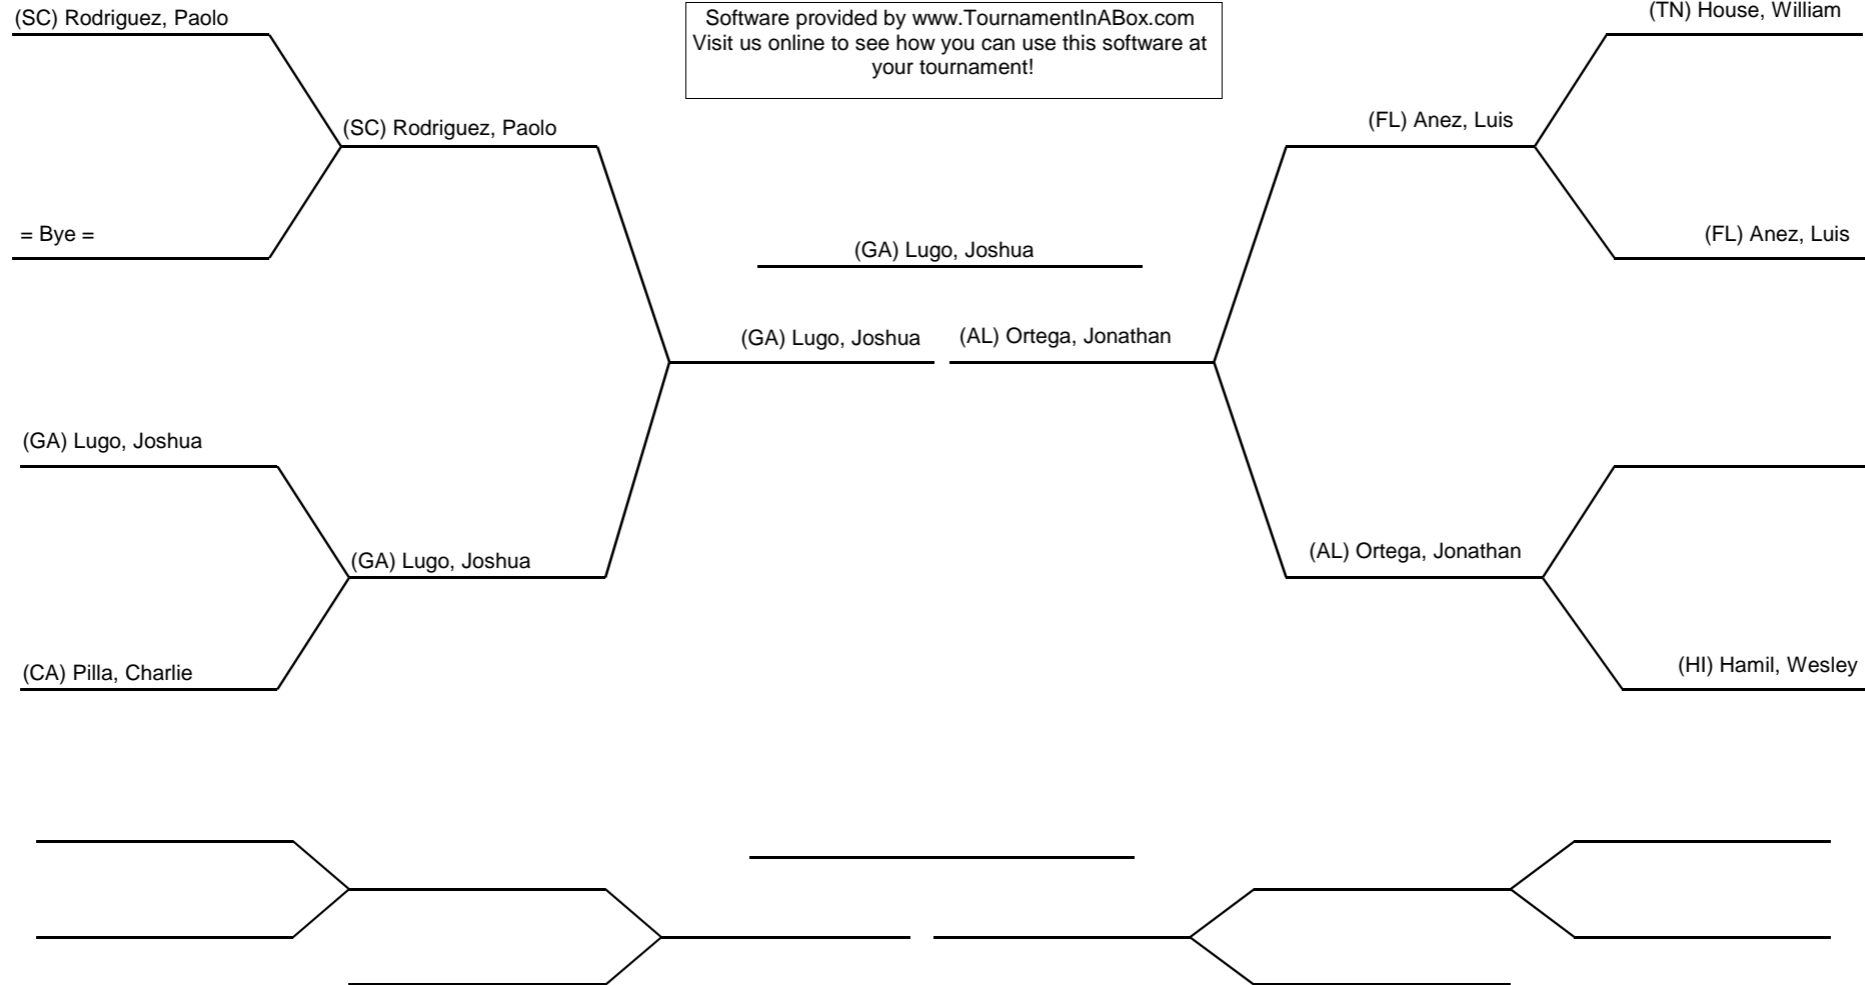 (SC) Rodriguez, Paolo
Software provided by www.TournamentInABox.com
Visit us online to see how you can use this software at
your tournament!
(TN) House, William
(SC) Rodriguez, Paolo
(FL) Anez, Luis
= Bye =
(GA) Lugo, Joshua
(FL) Anez, Luis
(GA) Lugo, Joshua
(AL) Ortega, Jonathan
(GA) Lugo, Joshua
(GA) Lugo, Joshua
(AL) Ortega, Jonathan
(CA) Pilla, Charlie
(HI) Hamil, Wesley